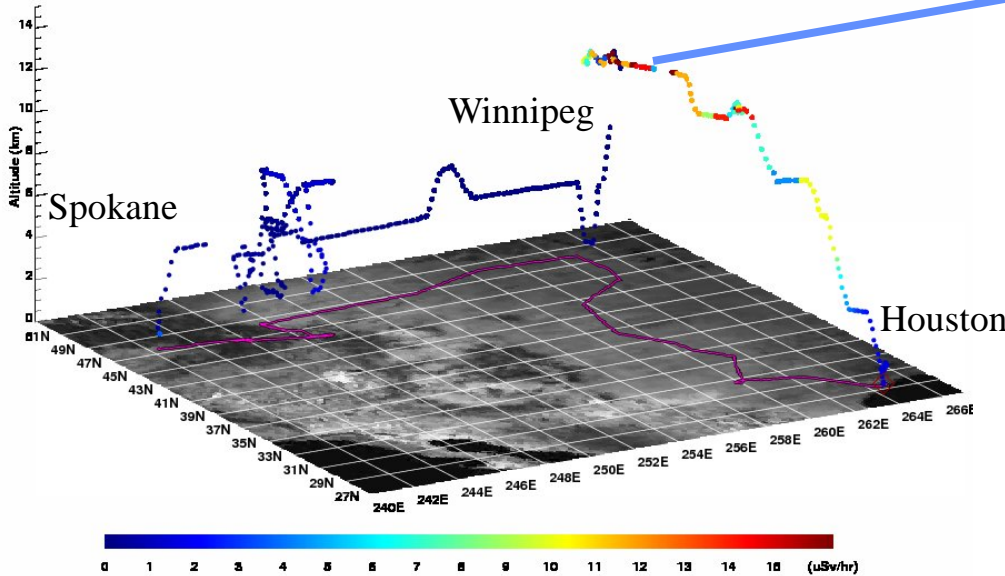 14
12
10
8
6
4
2
0
Altitude (km)
Winnipeg
Spokane
Houston
51N
49N
47N
45N
43N
41N
39N
37N
35N
33N
31N
29N
27N
240E
242E
244E
246E
248E
250E
252E
254E
256E
258E
260E
262E
264E
266E
0 1 2 3 4 5 6 7 8 9 10 11 12 13 14 15 (uSv/hr)